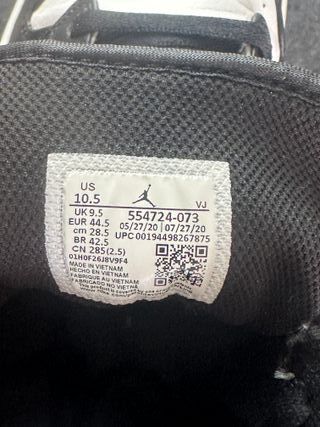 US
10.5
VJ
UK 9.5
EUR 44.5
cm 28.5
BR 42.5
CN 285(2.5)
554724-073
05/27/20 07/27/20
UPC 00194498267875
01H0F26J8V9F4
MADE IN VIETNAM
HECHO EN VIETNAM
FABRIQUE AU VIETNAM
FABRICADO NO VIETNÃ